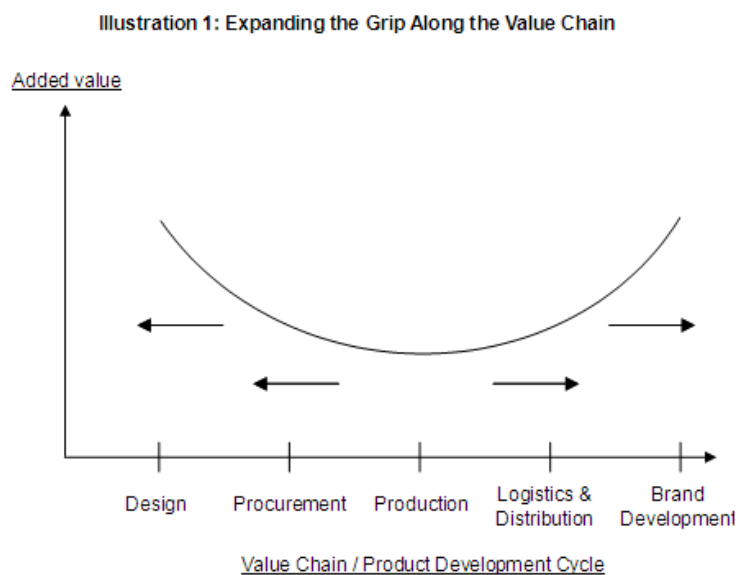 Illustration 1: Expanding the Grip Along the Value Chain
Added value
Design
Procurement
Production
Logistics &
Distribution
Brand
Development
Value Chain / Product Development Cycle